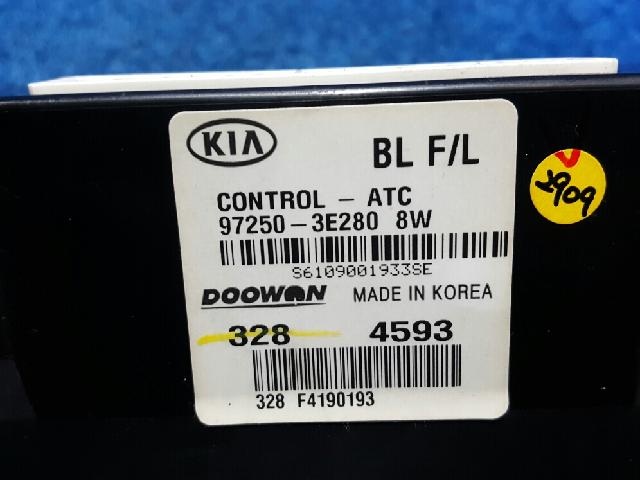 KIA BL F/L
CONTROL - ATC
97250-3E280 8W
S6109001933SE
DOOWON MADE IN KOREA
328 4593
328 F4190193